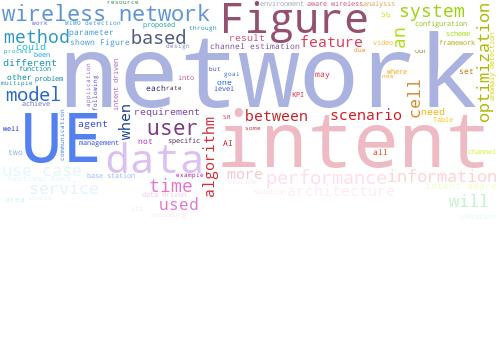 resource
environment aware wireless analysis
wireless network Figure system
work MIMO detection through 5G configuration
method parameter proposed based result feature video an scheme
could shown Figure design channel estimation due our framework
process been
different application following intent driven into but where set optimization
function goal may
other problem network
multiple each rate one level KPI cell
model
achieve requirement SR between scenario need
UE agent when user AI Table
well communication management not specific some intent
data algorithm all channel
two
use case base station example more performance information
service time architecture intent aware
area used will